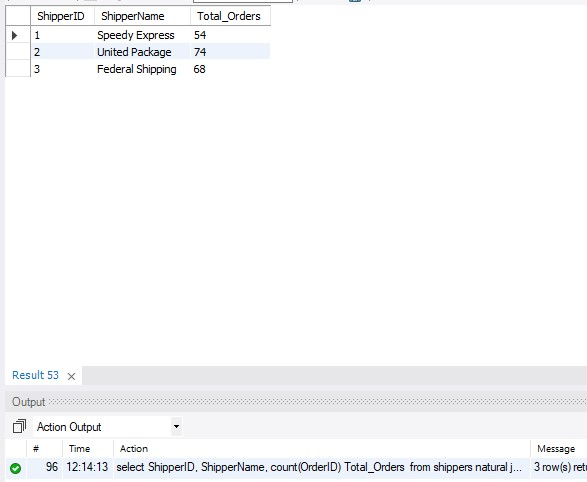 ShipperID ShipperName Total_Orders
1 Speedy Express 54
2 United Package 74
3 Federal Shipping 68
Result 53
Output
Action Output
# Time Action Message
96 12:14:13 select ShipperID, ShipperName, count(OrderID) Total_Orders from shippers natural j... 3 row(s) ret